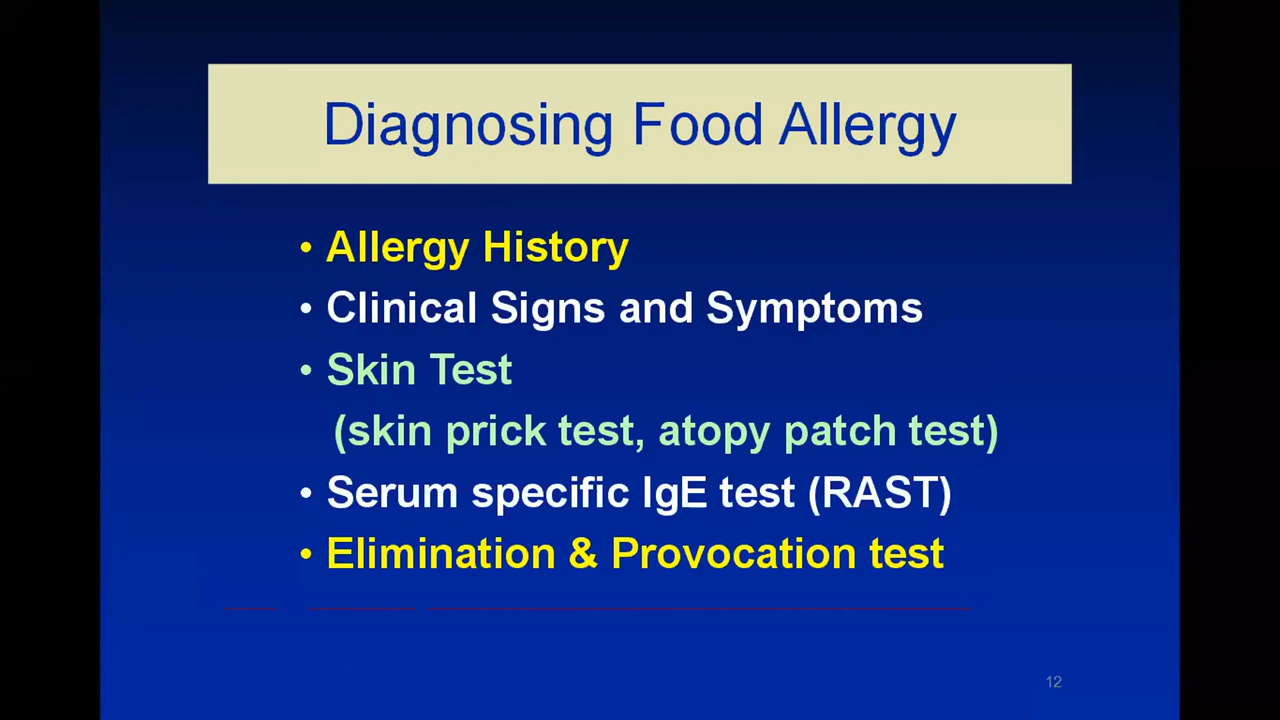 Diagnosing Food Allergy
• Allergy History
• Clinical Signs and Symptoms
• Skin Test
(skin prick test, atopy patch test)
• Serum specific IgE test (RAST)
• Elimination & Provocation test
12